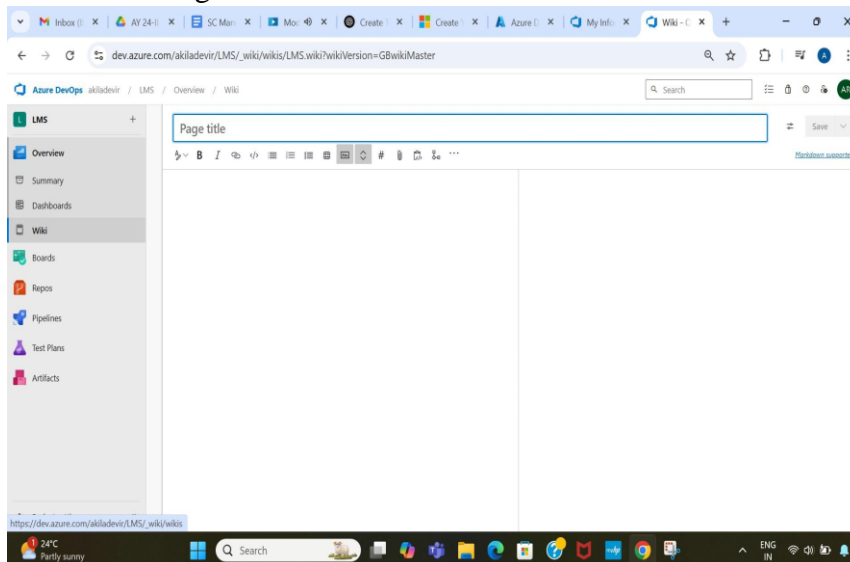 Inbox (
AY 24-II
SC Man
Moc
Create
Create
Azure D
My Info
Wiki - C
dev.azure.com/akiladevir/LMS/_wiki/wikis/LMS.wiki?wikiVersion=GBwikiMaster
A
Azure DevOps akiladevir / LMS / Overview / Wiki
Search
AR
L LMS +
Page title
Save
B I # ...
Markdown supporte
Overview
Summary
Dashboards
Wiki
Boards
Repos
Pipelines
Test Plans
Artifacts
https://dev.azure.com/akiladevir/LMS/_wiki/wikis
1
24°C
Partly sunny
Search
ENG
IN